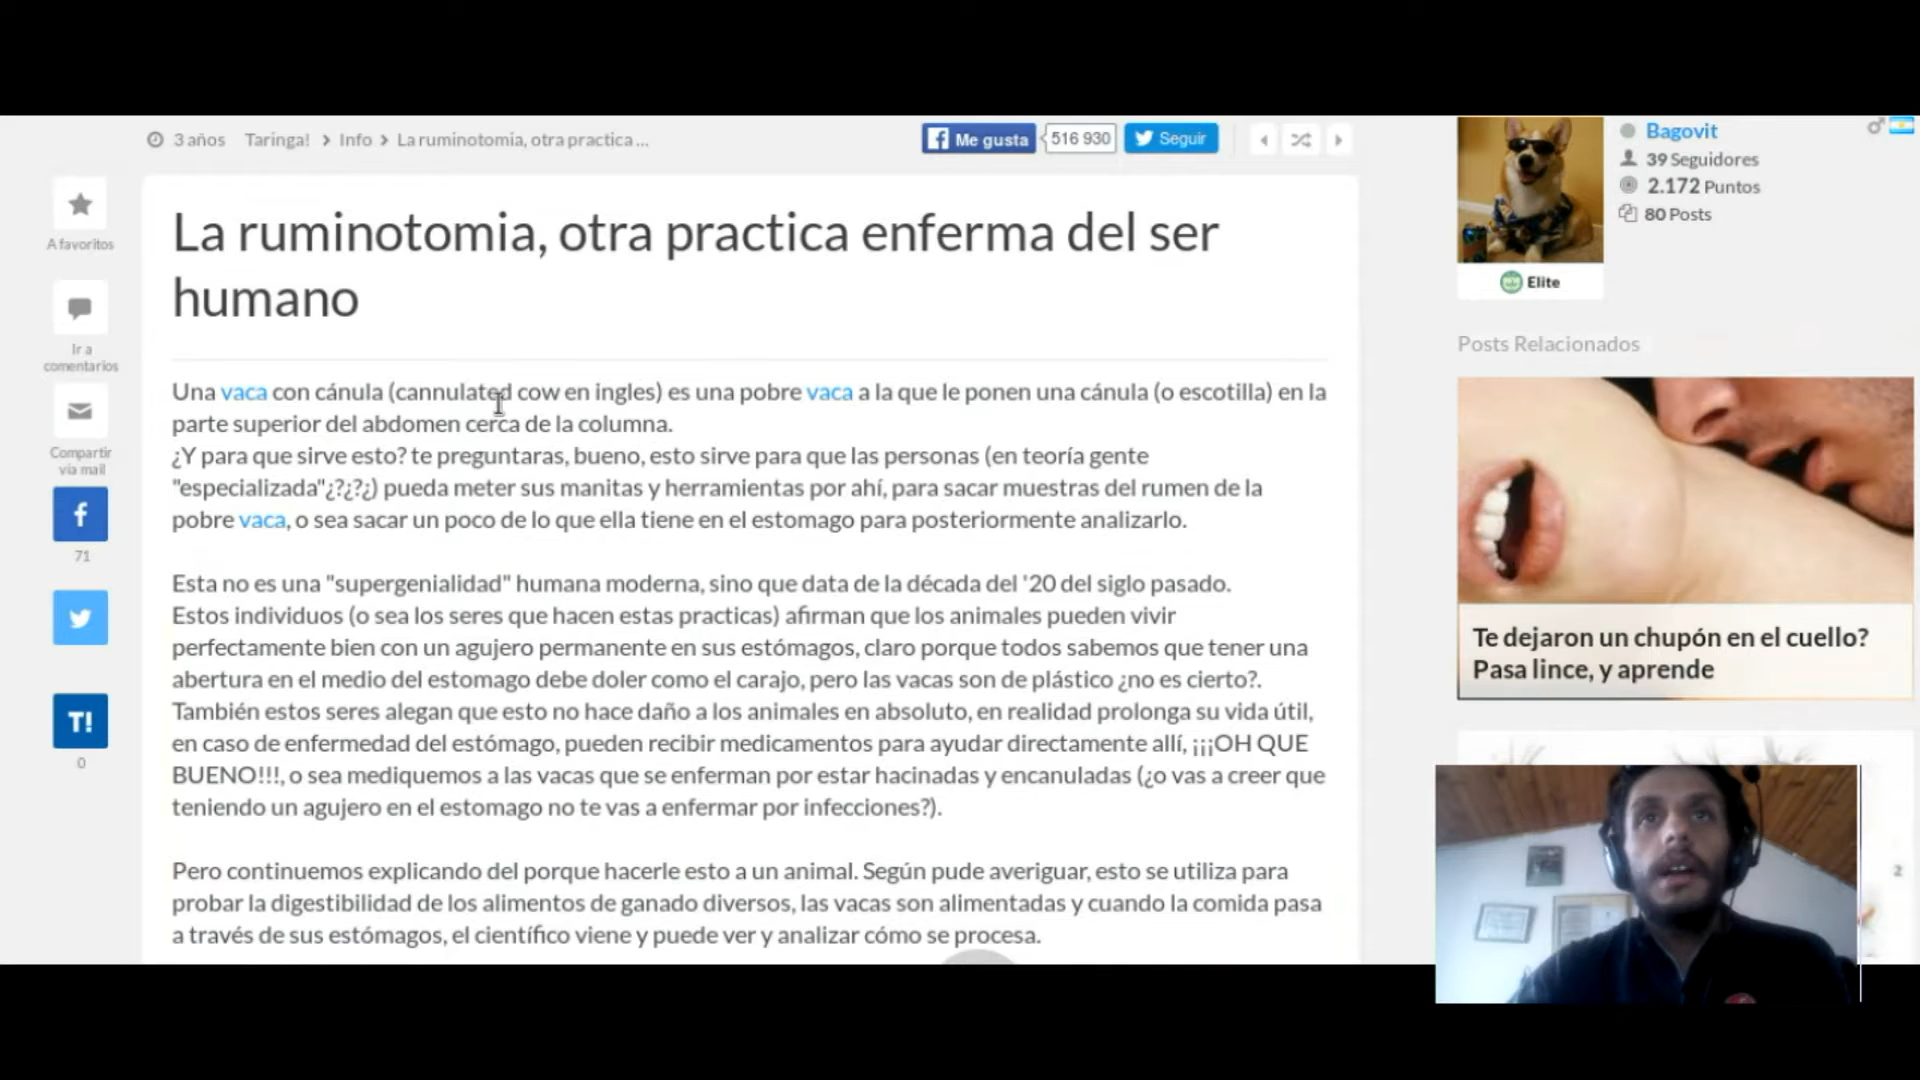 3 años Taringa! Info La ruminotomia, otra practica ...
Me gusta 516 930 Seguir
A favoritos
Ir a
comentarios
Compartir
via mail
f
71
T!
0
La ruminotomia, otra practica enferma del ser
humano
Una vaca con cánula (cannulated cow en ingles) es una pobre vaca a la que le ponen una cánula (o escotilla) en la
parte superior del abdomen cerca de la columna.
¿Y para que sirve esto? te preguntaras, bueno, esto sirve para que las personas (en teoría gente
"especializada"¿?¿?¿) pueda meter sus manitas y herramientas por ahí, para sacar muestras del rumen de la
pobre vaca, o sea sacar un poco de lo que ella tiene en el estomago para posteriormente analizarlo.
Esta no es una "supergenialidad" humana moderna, sino que data de la década del '20 del siglo pasado.
Estos individuos (o sea los seres que hacen estas practicas) afirman que los animales pueden vivir
perfectamente bien con un agujero permanente en sus estómagos, claro porque todos sabemos que tener una
abertura en el medio del estomago debe doler como el carajo, pero las vacas son de plástico ¿no es cierto?.
También estos seres alegan que esto no hace daño a los animales en absoluto, en realidad prolonga su vida útil,
en caso de enfermedad del estómago, pueden recibir medicamentos para ayudar directamente allí, ¡¡¡OH QUE
BUENO!!!, o sea mediquemos a las vacas que se enferman por estar hacinadas y encanuladas (¿o vas a creer que
teniendo un agujero en el estomago no te vas a enfermar por infecciones?).
Pero continuemos explicando del porque hacerle esto a un animal. Según pude averiguar, esto se utiliza para
probar la digestibilidad de los alimentos de ganado diversos, las vacas son alimentadas y cuando la comida pasa
a través de sus estómagos, el científico viene y puede ver y analizar cómo se procesa.
Bagovit
39 Seguidores
2.172 Puntos
80 Posts
Elite
Posts Relacionados
Te dejaron un chupón en el cuello?
Pasa lince, y aprende
2